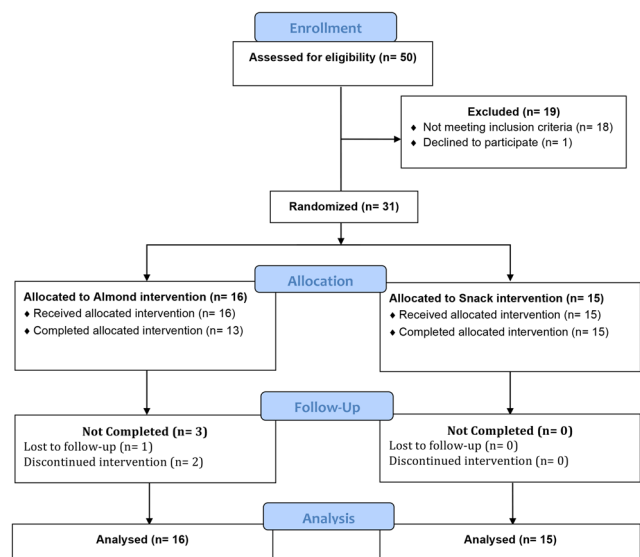 Enrollment
Assessed for eligibility (n= 50)
Excluded (n= 19)
♦ Not meeting inclusion criteria (n= 18)
♦ Declined to participate (n= 1)
Randomized (n= 31)
Allocation
Allocated to Almond intervention (n= 16)
♦ Received allocated intervention (n= 16)
♦ Completed allocated intervention (n= 13)
Allocated to Snack intervention (n= 15)
♦ Received allocated intervention (n= 15)
♦ Completed allocated intervention (n= 15)
Follow-Up
Not Completed (n= 3)
Lost to follow-up (n= 1)
Discontinued intervention (n= 2)
Not Completed (n= 0)
Lost to follow-up (n= 0)
Discontinued intervention (n= 0)
Analysis
Analysed (n= 16)
Analysed (n= 15)